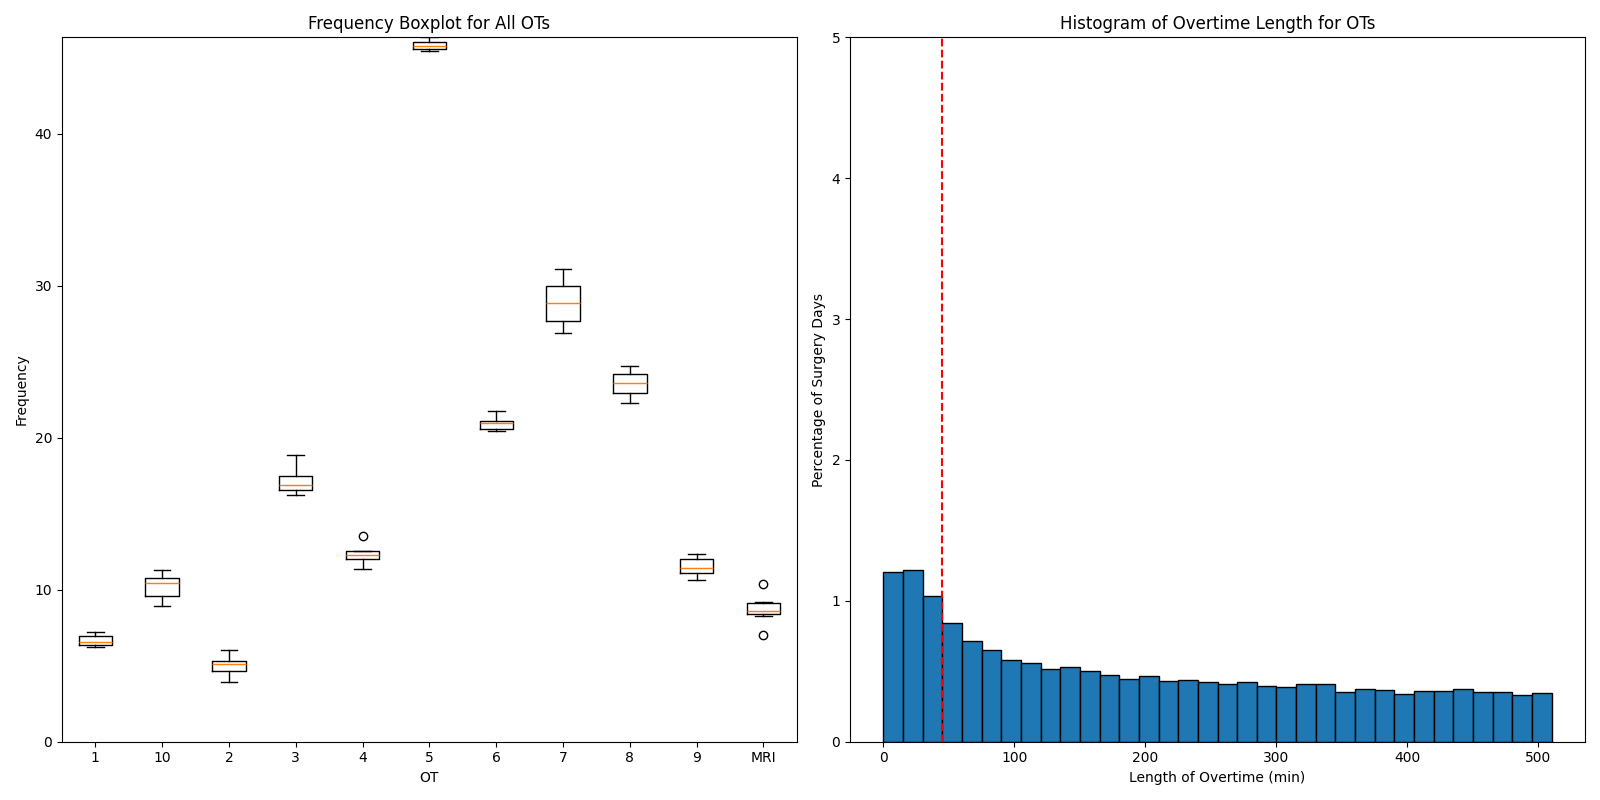 Frequency Boxplot for All OTs
Frequency
40
30
20
10
0
1 10 2 3 4 5 6 7 8 9 MRI
OT
Histogram of Overtime Length for OTs
Percentage of Surgery Days
5
4
3
2
1
0
0 100 200 300 400 500
Length of Overtime (min)